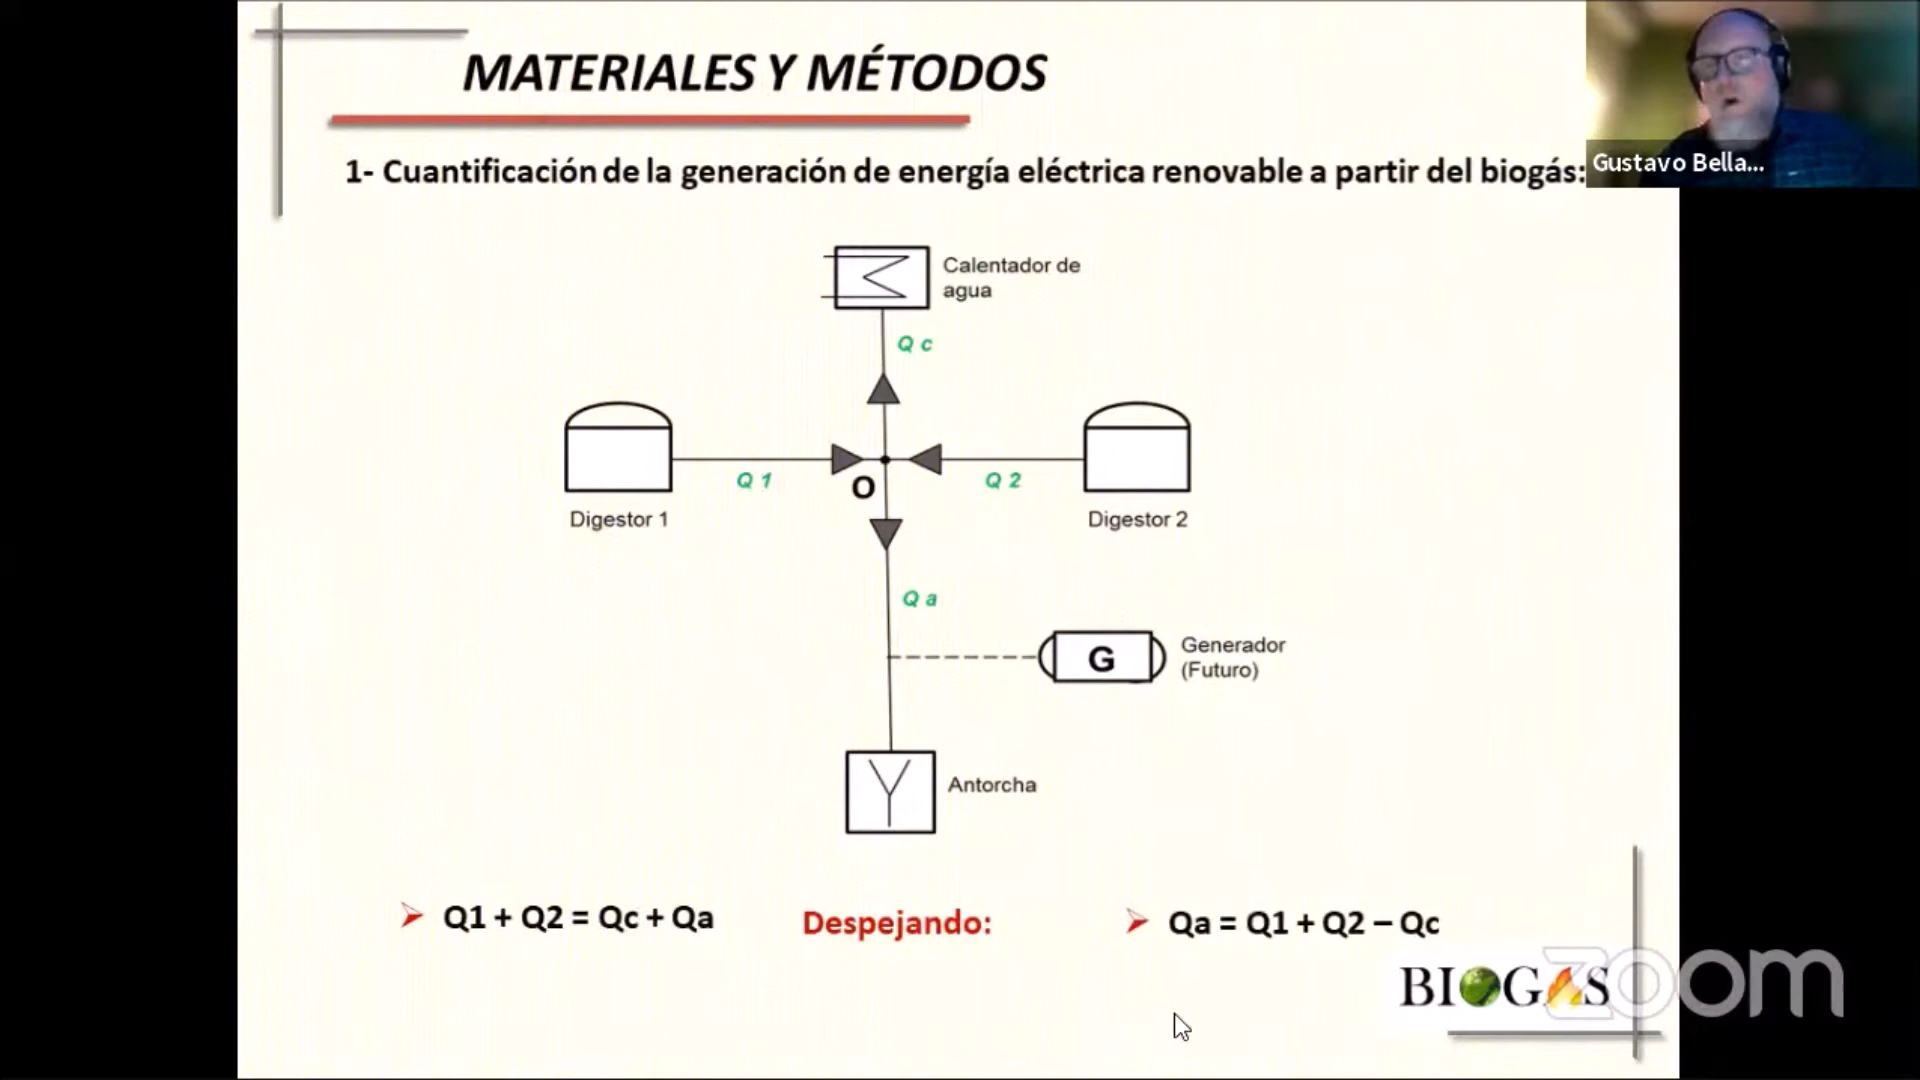 MATERIALES Y MÉTODOS
Gustavo Bella...
1- Cuantificación de la generación de energía eléctrica renovable a partir del biogás:
Calentador de
agua
Q c
Q 1
O
Q 2
Digestor 1
Digestor 2
Q a
G
Generador
(Futuro)
Antorcha
Q1 + Q2 = Qc + Qa
Despejando:
Qa = Q1 + Q2 – Qc
BIOGAS
zoom